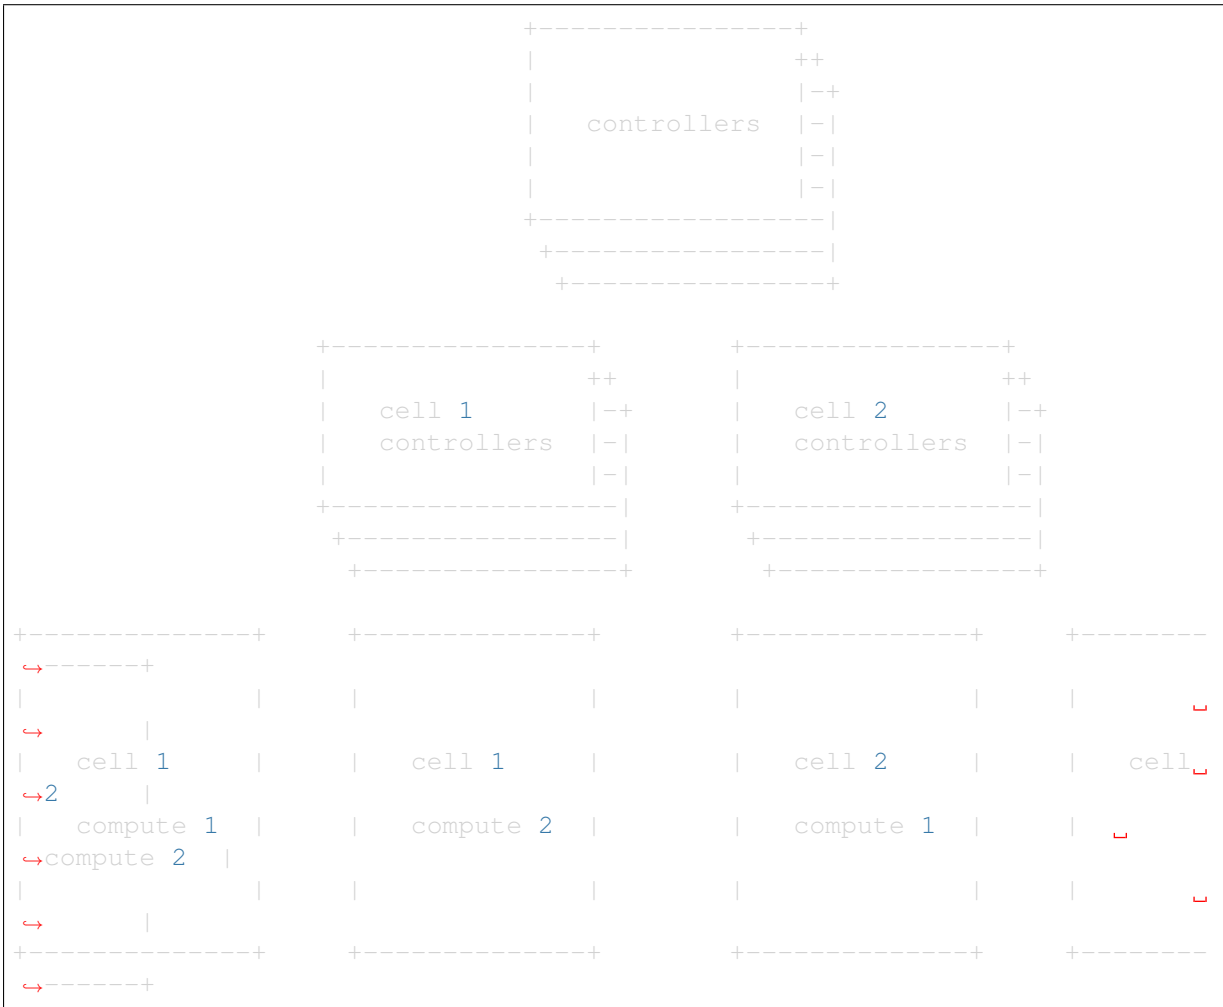 +----------------+
|                 ++
|                 |-+
|   controllers   |-|
|                 |-|
|                 |-|
+------------------|
+-----------------|
+----------------+
+----------------+ +----------------+
| ++ | ++
| cell 1 |-+ | cell 2 |-+
| controllers |-| | controllers |-|
| |-| | |-|
+------------------| +------------------|
+-----------------| +-----------------|
+----------------+ +----------------+
+--------------+ +--------------+ +--------------+ +--------
↪------+
| | | | | | | ␣
↪ |
| cell 1 | | cell 1 | | cell 2 | | cell␣
↪2 |
| compute 1 | | compute 2 | | compute 1 | | ␣
↪compute 2 |
| | | | | | | ␣
↪ |
+--------------+ +--------------+ +--------------+ +--------
↪------+